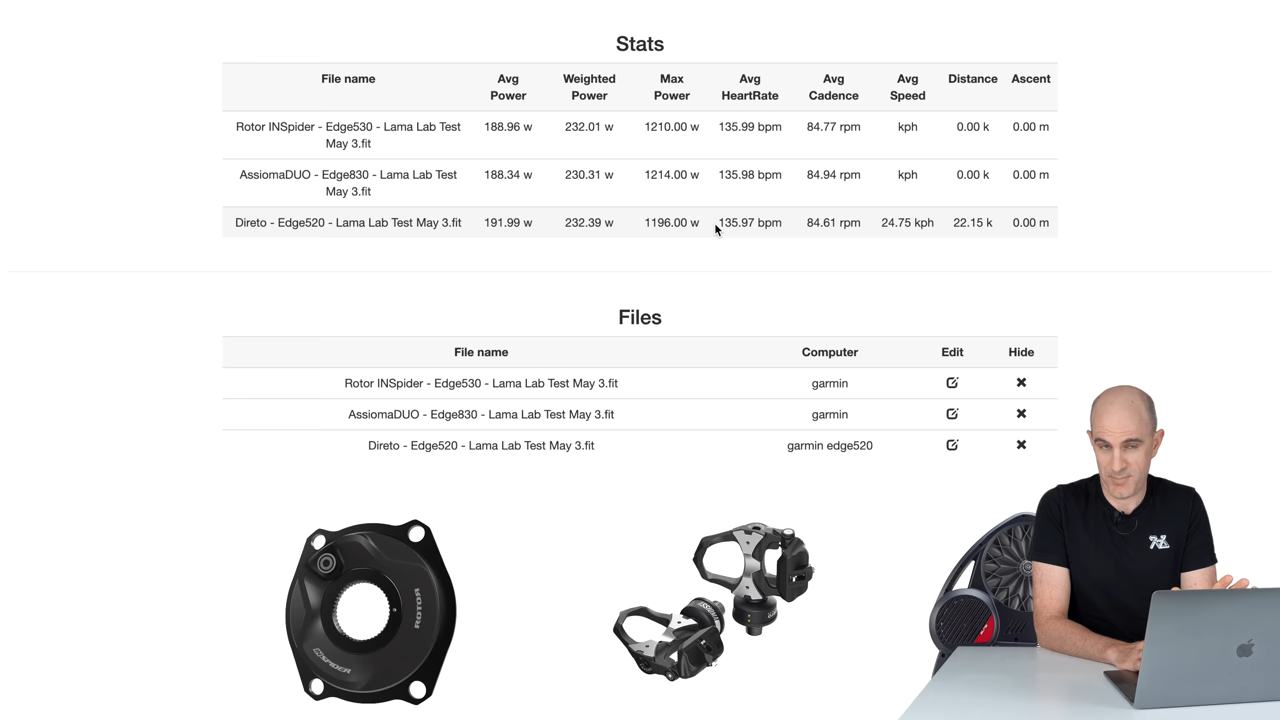 Stats
File name Avg Power Weighted Power Max Power Avg HeartRate Avg Cadence Avg Speed Distance Ascent
Rotor INSpider - Edge530 - Lama Lab Test May 3.fit 188.96 w 232.01 w 1210.00 w 135.99 bpm 84.77 rpm kph 0.00 k 0.00 m
AssiomaDUO - Edge830 - Lama Lab Test May 3.fit 188.34 w 230.31 w 1214.00 w 135.98 bpm 84.94 rpm kph 0.00 k 0.00 m
Direto - Edge520 - Lama Lab Test May 3.fit 191.99 w 232.39 w 1196.00 w 135.97 bpm 84.61 rpm 24.75 kph 22.15 k 0.00 m
Files
File name Computer Edit Hide
Rotor INSpider - Edge530 - Lama Lab Test May 3.fit garmin
AssiomaDUO - Edge830 - Lama Lab Test May 3.fit garmin
Direto - Edge520 - Lama Lab Test May 3.fit garmin edge520
ROTOR
INSPIDER
ASSIOMA